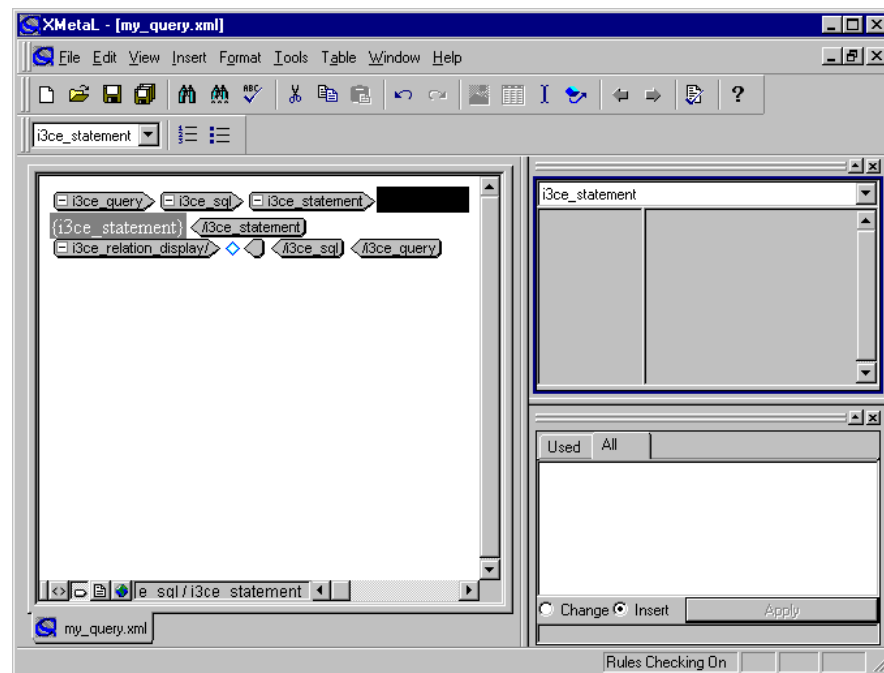 XMetaL - [my_query.xml]
File Edit View Insert Format Tools Table Window Help
ABC
?
i3ce_statement
i3ce_query i3ce_sql i3ce_statement
{i3ce_statement} /i3ce_statement
i3ce_relation_display/ /i3ce_sql /i3ce_query
e_sql / i3ce_statement
my_query.xml
i3ce_statement
Used All
Change Insert Apply
Rules Checking On